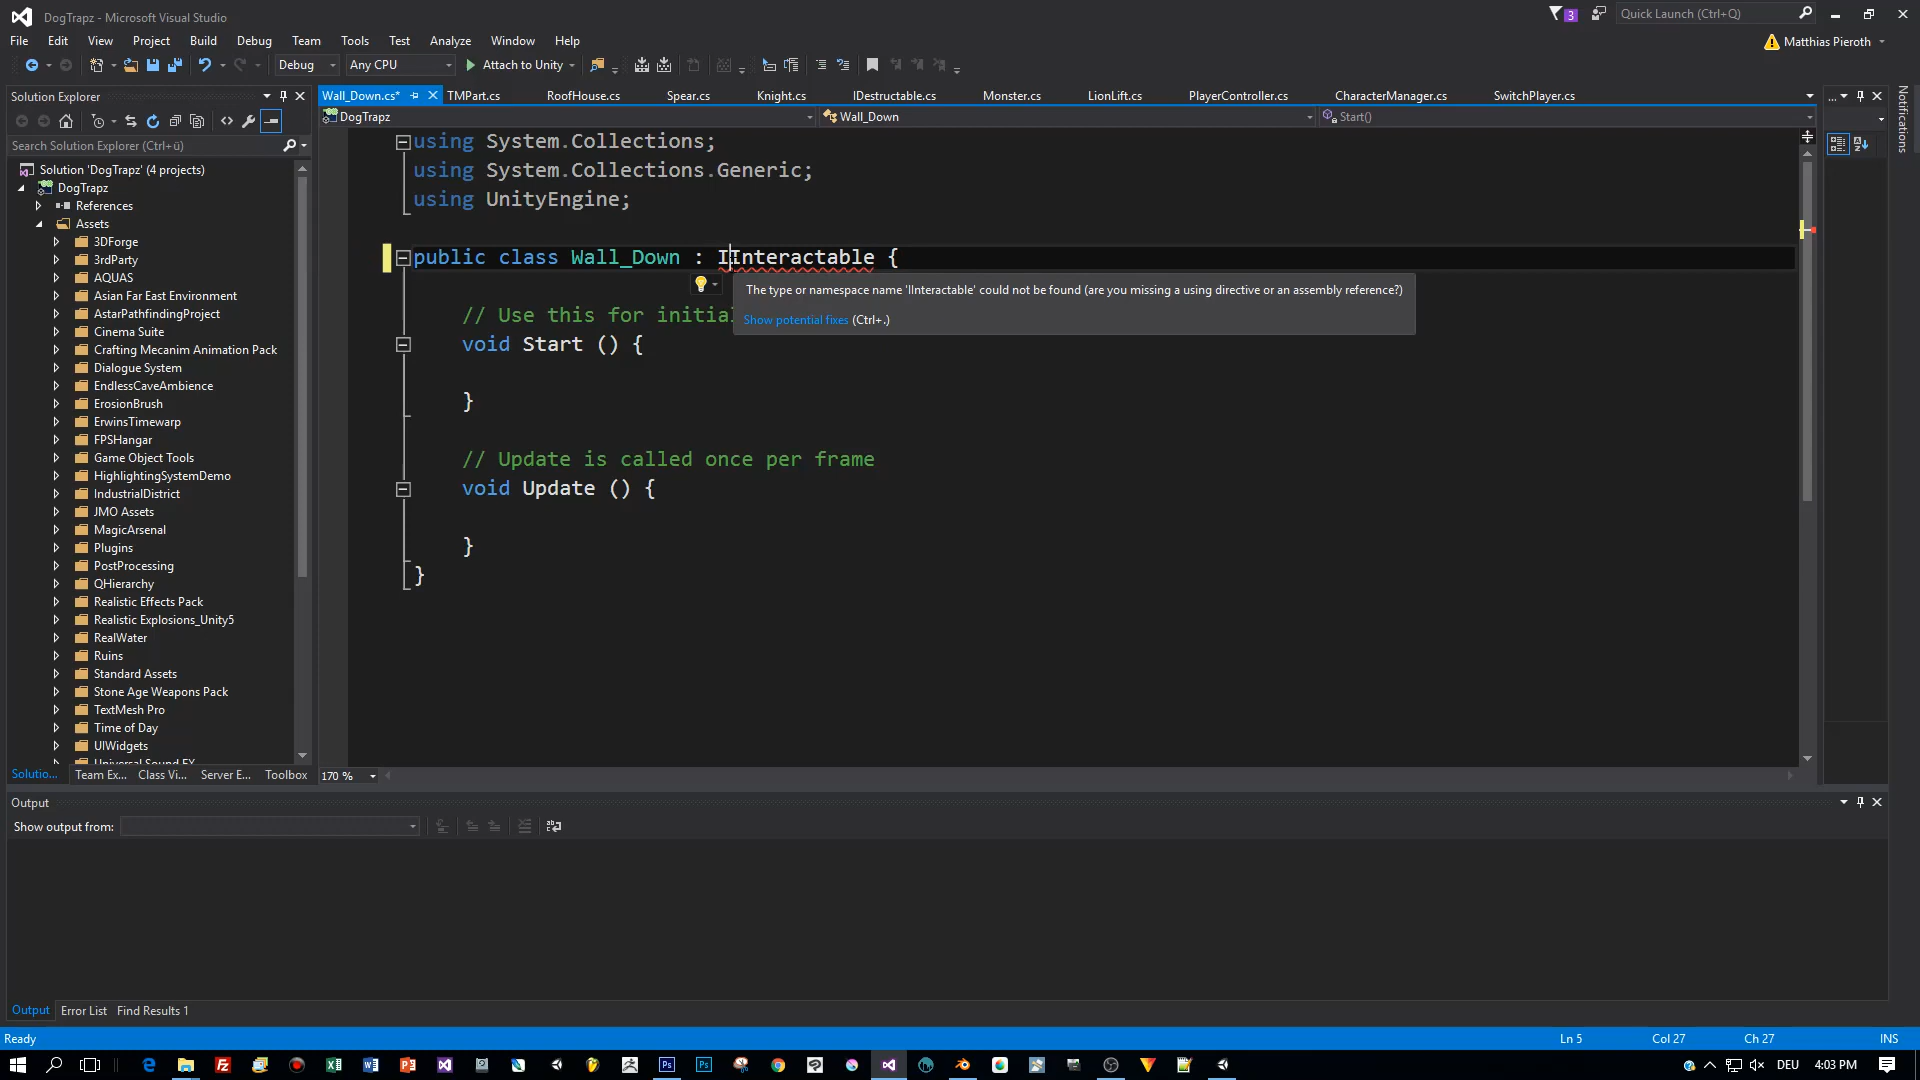 DogTrapz - Microsoft Visual Studio
3
Quick Launch (Ctrl+Q)
File Edit View Project Build Debug Team Tools Test Analyze Window Help
Matthias Pieroth
Debug Any CPU Attach to Unity
Solution Explorer
Wall_Down.cs* TMPart.cs RoofHouse.cs Spear.cs Knight.cs IDestructable.cs Monster.cs LionLift.cs PlayerController.cs CharacterManager.cs SwitchPlayer.cs
...
Notifications
DogTrapz Wall_Down Start()
Search Solution Explorer (Ctrl+ü)
Solution 'DogTrapz' (4 projects)
DogTrapz
References
Assets
3DForge
3rdParty
AQUAS
Asian Far East Environment
AstarPathfindingProject
Cinema Suite
Crafting Mecanim Animation Pack
Dialogue System
EndlessCaveAmbience
ErosionBrush
ErwinsTimewarp
FPSHangar
Game Object Tools
HighlightingSystemDemo
IndustrialDistrict
JMO Assets
MagicArsenal
Plugins
PostProcessing
QHierarchy
Realistic Effects Pack
Realistic Explosions_Unity5
RealWater
Ruins
Standard Assets
Stone Age Weapons Pack
TextMesh Pro
Time of Day
UIWidgets
Universal Sound FX
Solutio... Team Ex... Class Vi... Server E... Toolbox
using System.Collections;
using System.Collections.Generic;
using UnityEngine;
public class Wall_Down : IInteractable {
The type or namespace name 'IInteractable' could not be found (are you missing a using directive or an assembly reference?)
Show potential fixes (Ctrl+.)
// Use this for initial
void Start () {
}
// Update is called once per frame
void Update () {
}
}
170 %
Output
Show output from:
Output Error List Find Results 1
Ready Ln 5 Col 27 Ch 27 INS
DEU 4:03 PM